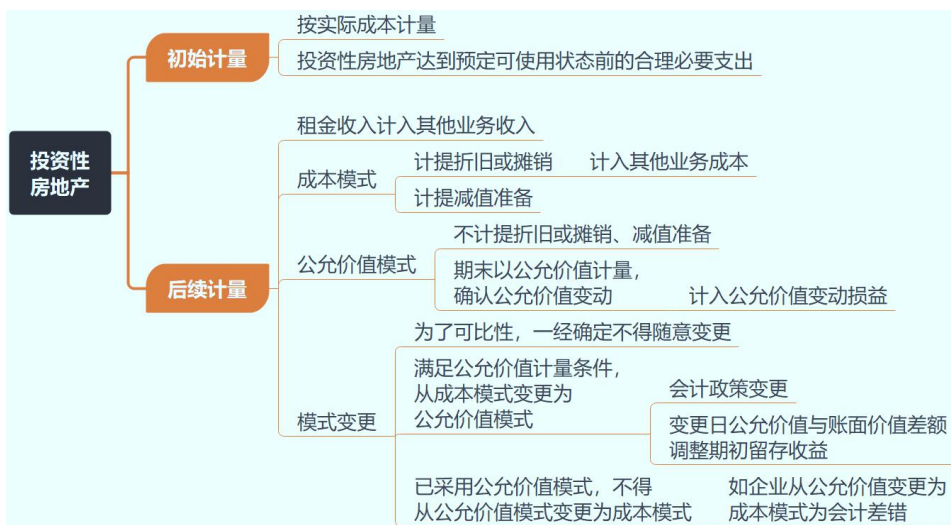 投资性
房地产
初始计量
按实际成本计量
投资性房地产达到预定可使用状态前的合理必要支出
后续计量
租金收入计入其他业务收入
成本模式
计提折旧或摊销
计入其他业务成本
计提减值准备
公允价值模式
不计提折旧或摊销、减值准备
期末以公允价值计量，
确认公允价值变动
计入公允价值变动损益
模式变更
为了可比性，一经确定不得随意变更
满足公允价值计量条件，
从成本模式变更为
公允价值模式
会计政策变更
变更日公允价值与账面价值差额
调整期初留存收益
已采用公允价值模式，不得
从公允价值模式变更为成本模式
如企业从公允价值变更为
成本模式为会计差错